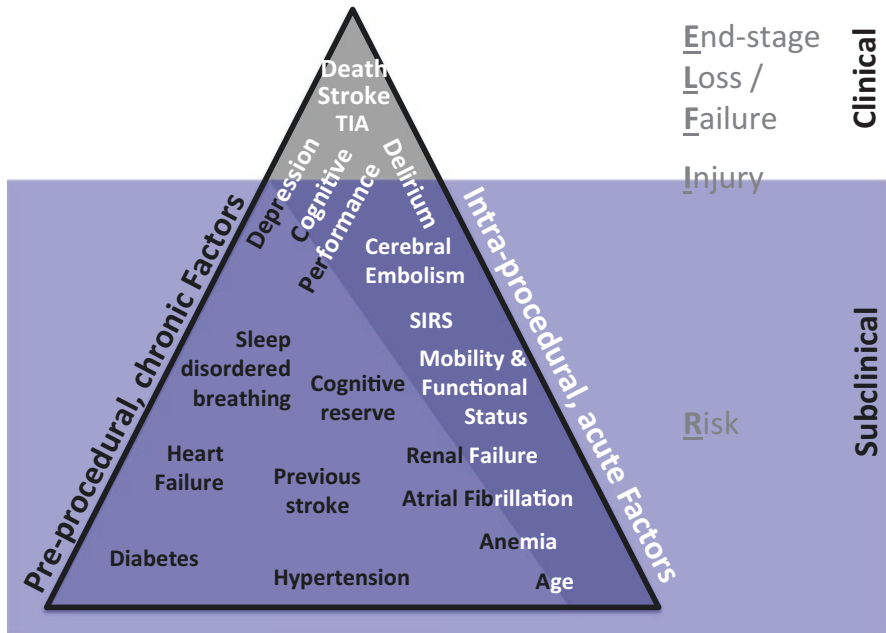 Death
Stroke
TIA
Depression
Cognitive
Performance
Delirium
Cerebral
Embolism
SIRS
Mobility &
Functional
Status
Sleep
disordered
breathing
Cognitive
reserve
Heart
Failure
Previous
stroke
Renal Failure
Atrial Fibrillation
Anemia
Diabetes
Hypertension
Age
Pre-procedural, chronic Factors
Intra-procedural, acute Factors
End-stage
Loss /
Failure
Injury
Risk
Clinical
Subclinical